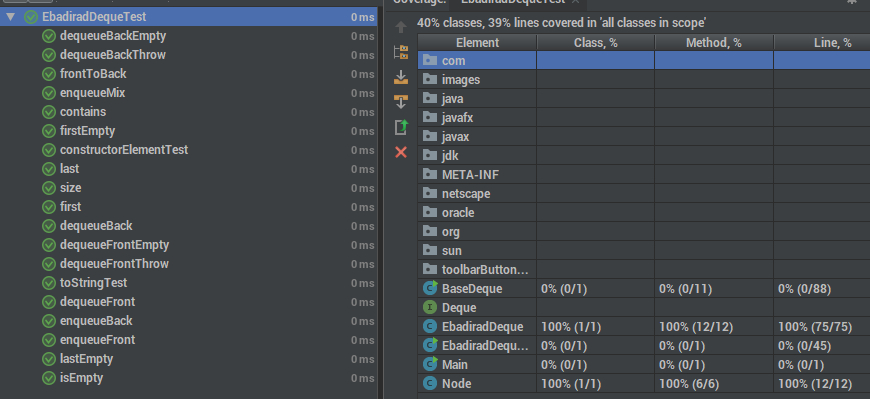 EbadiradDequeTest 0 ms
dequeueBackEmpty 0 ms
dequeueBackThrow 0 ms
frontToBack 0 ms
enqueueMix 0 ms
contains 0 ms
firstEmpty 0 ms
constructorElementTest 0 ms
last 0 ms
size 0 ms
first 0 ms
dequeueBack 0 ms
dequeueFrontEmpty 0 ms
dequeueFrontThrow 0 ms
toStringTest 0 ms
dequeueFront 0 ms
enqueueBack 0 ms
enqueueFront 0 ms
lastEmpty 0 ms
isEmpty 0 ms
Coverage: EbadiradDequeTest
40% classes, 39% lines covered in 'all classes in scope'
Element Class, % Method, % Line, %
com
images
java
javafx
javax
jdk
META-INF
netscape
oracle
org
sun
toolbarButton...
BaseDeque 0% (0/1) 0% (0/11) 0% (0/88)
Deque
EbadiradDeque 100% (1/1) 100% (12/12) 100% (75/75)
EbadiradDequ... 0% (0/1) 0% (0/1) 0% (0/45)
Main 0% (0/1) 0% (0/1) 0% (0/1)
Node 100% (1/1) 100% (6/6) 100% (12/12)